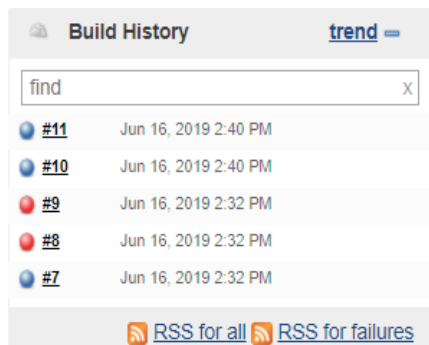 Build History trend
find x
#11 Jun 16, 2019 2:40 PM
#10 Jun 16, 2019 2:40 PM
#9 Jun 16, 2019 2:32 PM
#8 Jun 16, 2019 2:32 PM
#7 Jun 16, 2019 2:32 PM
RSS for all RSS for failures